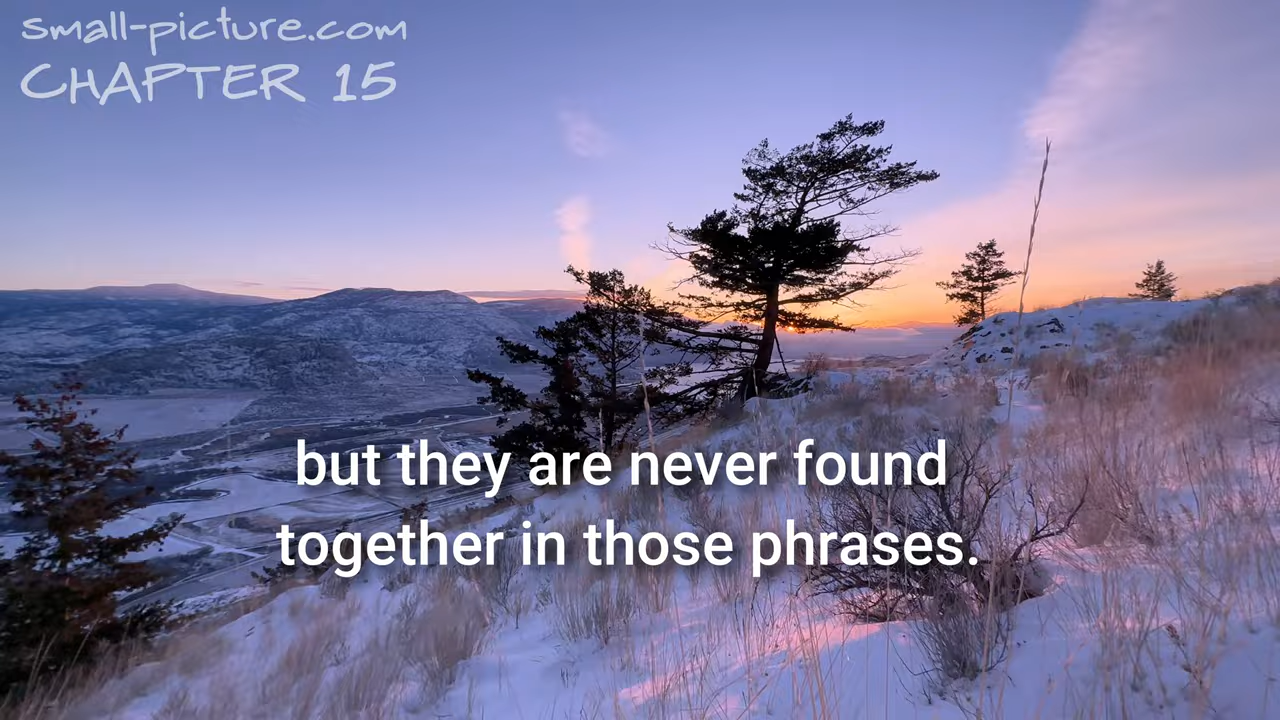 small-picture.com
CHAPTER 15
but they are never found
together in those phrases.